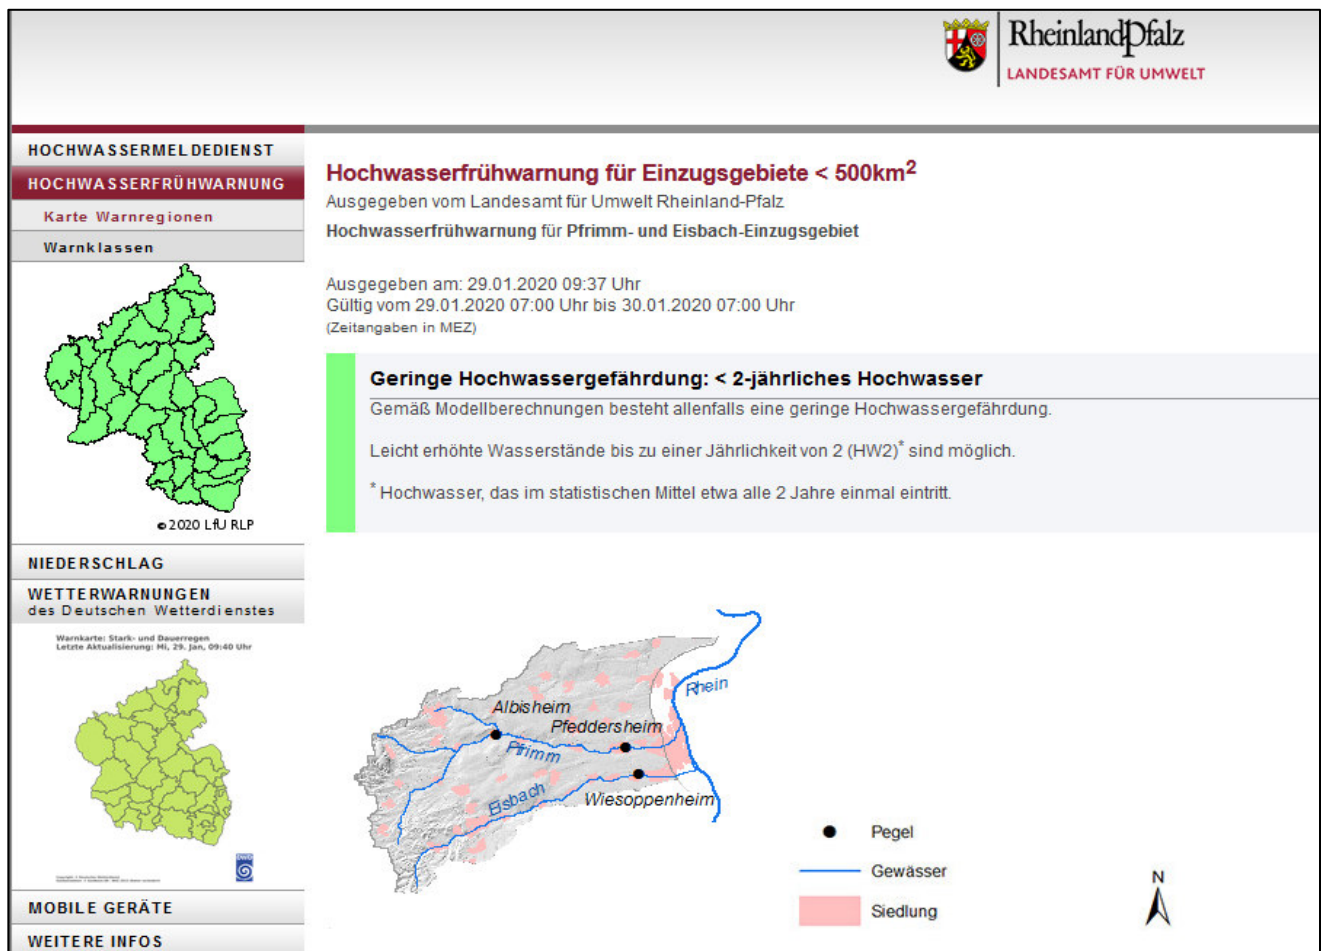 RheinlandPfalz
LANDESAMT FÜR UMWELT
HOCHWASSERMELDEDIENST
HOCHWASSERFRÜHWARNUNG
Karte Warnregionen
Warnklassen
© 2020 LfU RLP
NIEDERSCHLAG
WETTERWARNUNGEN
des Deutschen Wetterdienstes
Warnkarte: Stark- und Dauerregen
Letzte Aktualisierung: Mi, 29. Jan, 09:40 Uhr
DWD
MOBILE GERÄTE
WEITERE INFOS
Hochwasserfrühwarnung für Einzugsgebiete < 500km²
Ausgegeben vom Landesamt für Umwelt Rheinland-Pfalz
Hochwasserfrühwarnung für Pfrimm- und Eisbach-Einzugsgebiet
Ausgegeben am: 29.01.2020 09:37 Uhr
Gültig vom 29.01.2020 07:00 Uhr bis 30.01.2020 07:00 Uhr
(Zeitangaben in MEZ)
Geringe Hochwassergefährdung: < 2-jährliches Hochwasser
Gemäß Modellberechnungen besteht allenfalls eine geringe Hochwassergefährdung.
Leicht erhöhte Wasserstände bis zu einer Jährlichkeit von 2 (HW2)* sind möglich.
* Hochwasser, das im statistischen Mittel etwa alle 2 Jahre einmal eintritt.
Rhein
Albisheim
Pfeddersheim
Pfrimm
Eisbach
Wiesoppenheim
Pegel
Gewässer
Siedlung
N